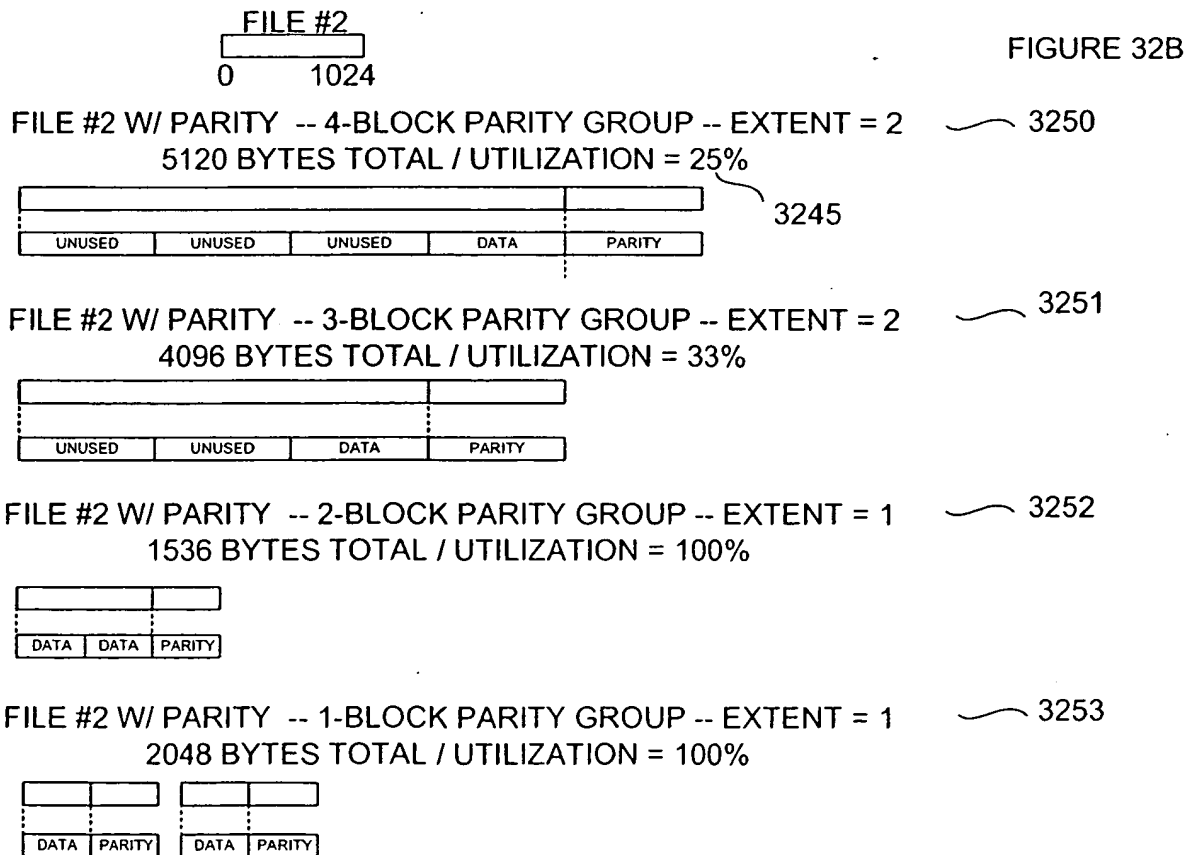 FILE #2
FIGURE 32B
0 1024
FILE #2 W/ PARITY -- 4-BLOCK PARITY GROUP -- EXTENT = 2 3250
5120 BYTES TOTAL / UTILIZATION = 25%
3245
UNUSED UNUSED UNUSED DATA PARITY
FILE #2 W/ PARITY -- 3-BLOCK PARITY GROUP -- EXTENT = 2 3251
4096 BYTES TOTAL / UTILIZATION = 33%
UNUSED UNUSED DATA PARITY
FILE #2 W/ PARITY -- 2-BLOCK PARITY GROUP -- EXTENT = 1 3252
1536 BYTES TOTAL / UTILIZATION = 100%
DATA DATA PARITY
FILE #2 W/ PARITY -- 1-BLOCK PARITY GROUP -- EXTENT = 1 3253
2048 BYTES TOTAL / UTILIZATION = 100%
DATA PARITY DATA PARITY